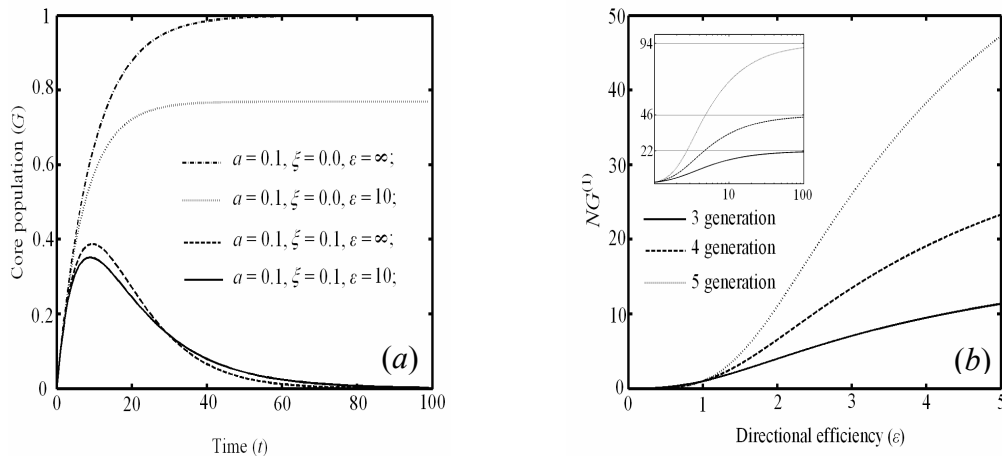 1
0.8
0.6
0.4
0.2
0
Core population (G)
a = 0.1, ξ = 0.0, ε = ∞;
a = 0.1, ξ = 0.0, ε = 10;
a = 0.1, ξ = 0.1, ε = ∞;
a = 0.1, ξ = 0.1, ε = 10;
(a)
0 20 40 60 80 100
Time (t)
50
40
30
20
10
0
NG(1)
94
46
22
10 100
3 generation
4 generation
5 generation
(b)
0 1 2 3 4 5
Directional efficiency (ε)